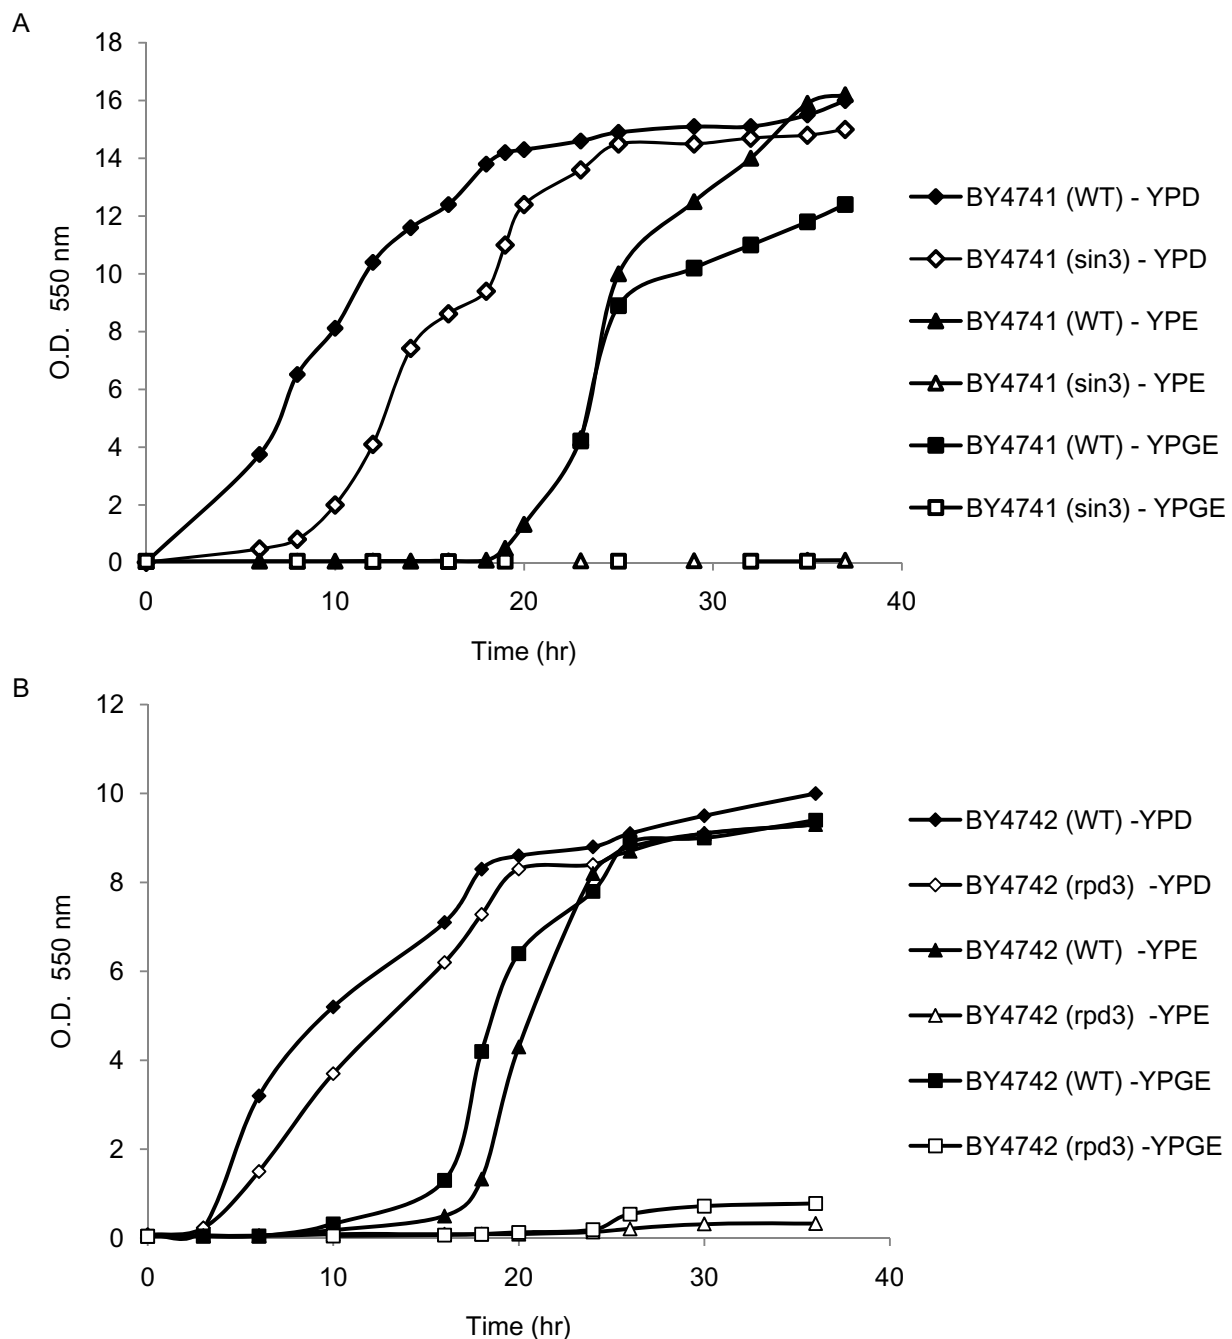 A
18
16
14
12
10
8
6
4
2
0
O.D. 550 nm
0 10 20 30 40
Time (hr)
BY4741 (WT) - YPD
BY4741 (sin3) - YPD
BY4741 (WT) - YPE
BY4741 (sin3) - YPE
BY4741 (WT) - YPGE
BY4741 (sin3) - YPGE
B
12
10
8
6
4
2
0
O.D. 550 nm
0 10 20 30 40
Time (hr)
BY4742 (WT) -YPD
BY4742 (rpd3) -YPD
BY4742 (WT) -YPE
BY4742 (rpd3) -YPE
BY4742 (WT) -YPGE
BY4742 (rpd3) -YPGE